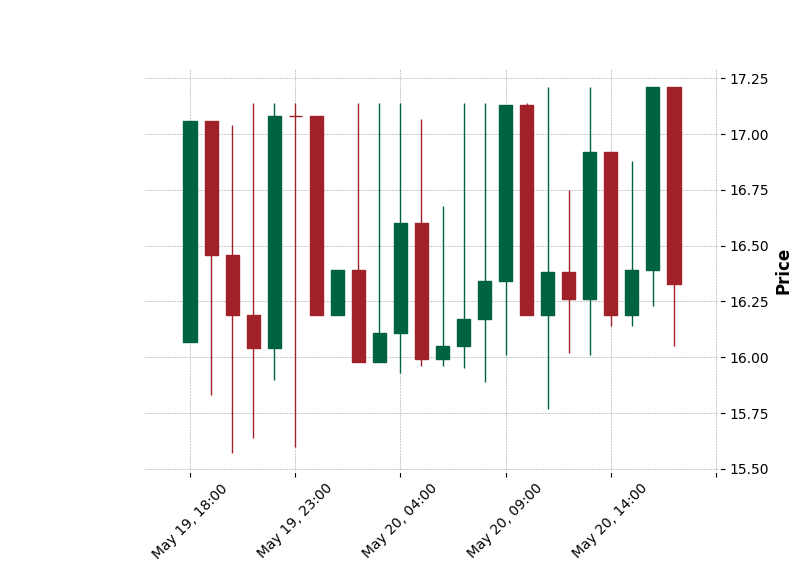 17.25
17.00
16.75
16.50
16.25
16.00
15.75
15.50
Price
May 19, 18:00
May 19, 23:00
May 20, 04:00
May 20, 09:00
May 20, 14:00